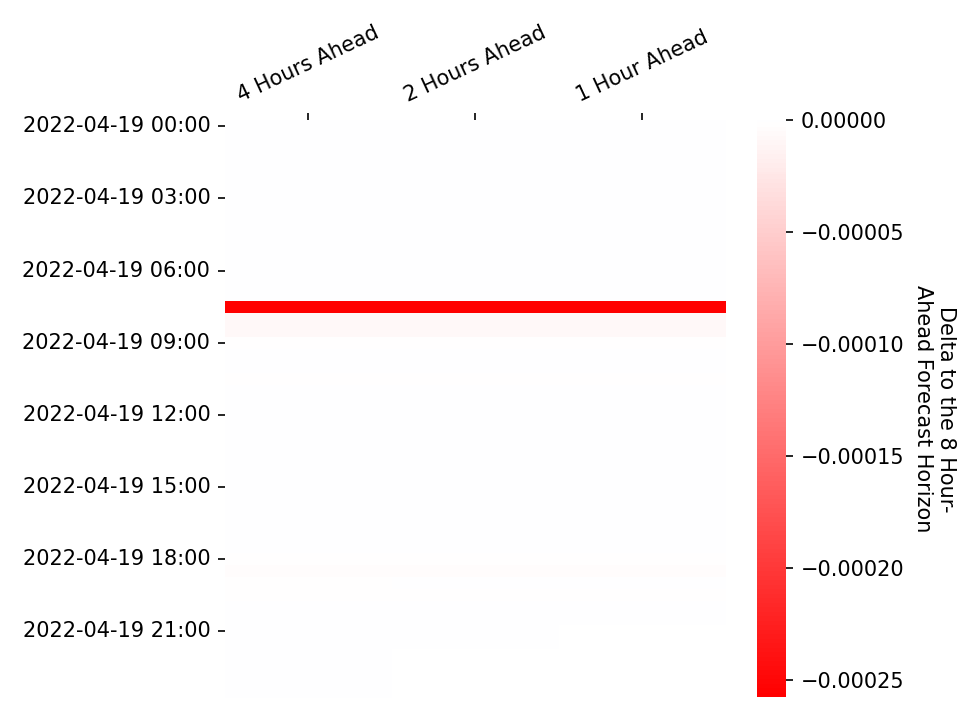 4 Hours Ahead
2 Hours Ahead
1 Hour Ahead
2022-04-19 00:00
2022-04-19 03:00
2022-04-19 06:00
2022-04-19 09:00
2022-04-19 12:00
2022-04-19 15:00
2022-04-19 18:00
2022-04-19 21:00
0.00000
−0.00005
−0.00010
−0.00015
−0.00020
−0.00025
Delta to the 8 Hour-
Ahead Forecast Horizon